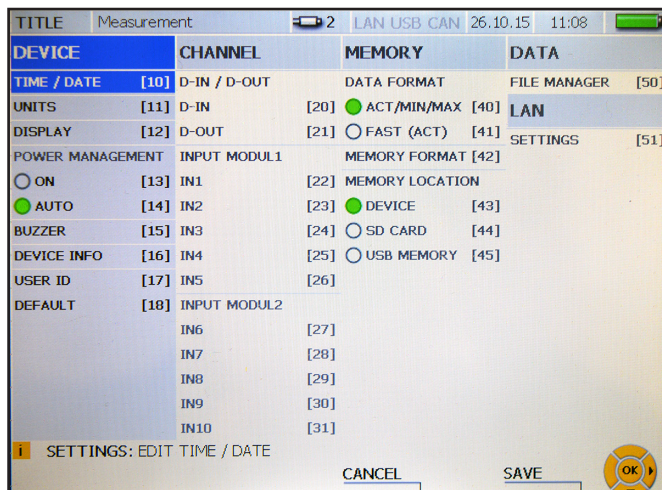 TITLE Measurement 2 LAN USB CAN 26.10.15 11:08
DEVICE
TIME / DATE [10]
UNITS [11]
DISPLAY [12]
POWER MANAGEMENT
ON [13]
AUTO [14]
BUZZER [15]
DEVICE INFO [16]
USER ID [17]
DEFAULT [18]
CHANNEL
D-IN / D-OUT
D-IN [20]
D-OUT [21]
INPUT MODUL1
IN1 [22]
IN2 [23]
IN3 [24]
IN4 [25]
IN5 [26]
INPUT MODUL2
IN6 [27]
IN7 [28]
IN8 [29]
IN9 [30]
IN10 [31]
MEMORY
DATA FORMAT
ACT/MIN/MAX [40]
FAST (ACT) [41]
MEMORY FORMAT [42]
MEMORY LOCATION
DEVICE [43]
SD CARD [44]
USB MEMORY [45]
DATA
FILE MANAGER [50]
LAN
SETTINGS [51]
i SETTINGS: EDIT TIME / DATE
CANCEL
SAVE
OK